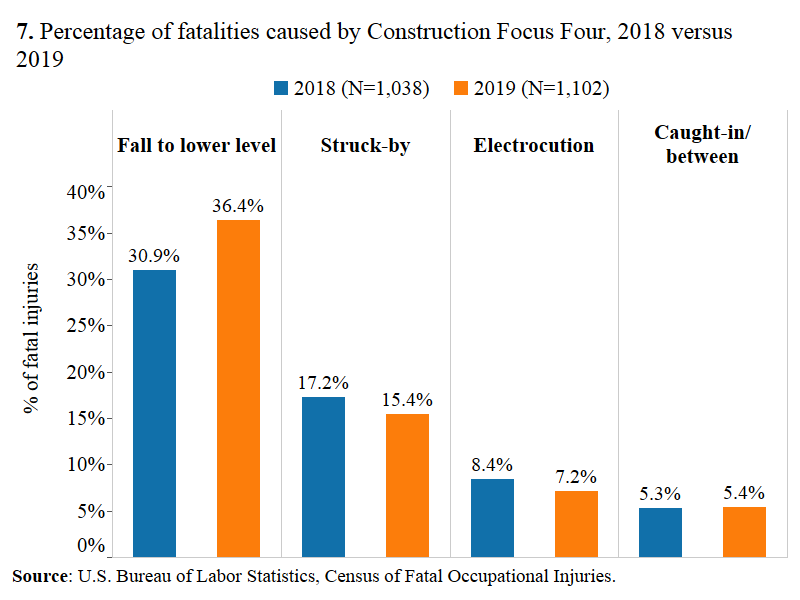 7. Percentage of fatalities caused by Construction Focus Four, 2018 versus
2019
2018 (N=1,038) 2019 (N=1,102)
Fall to lower level Struck-by Electrocution Caught-in/
between
40%
36.4%
35%
30.9%
30%
% of fatal injuries
25%
20%
17.2%
15.4%
15%
10%
8.4%
7.2%
5.3% 5.4%
5%
0%
Source: U.S. Bureau of Labor Statistics, Census of Fatal Occupational Injuries.